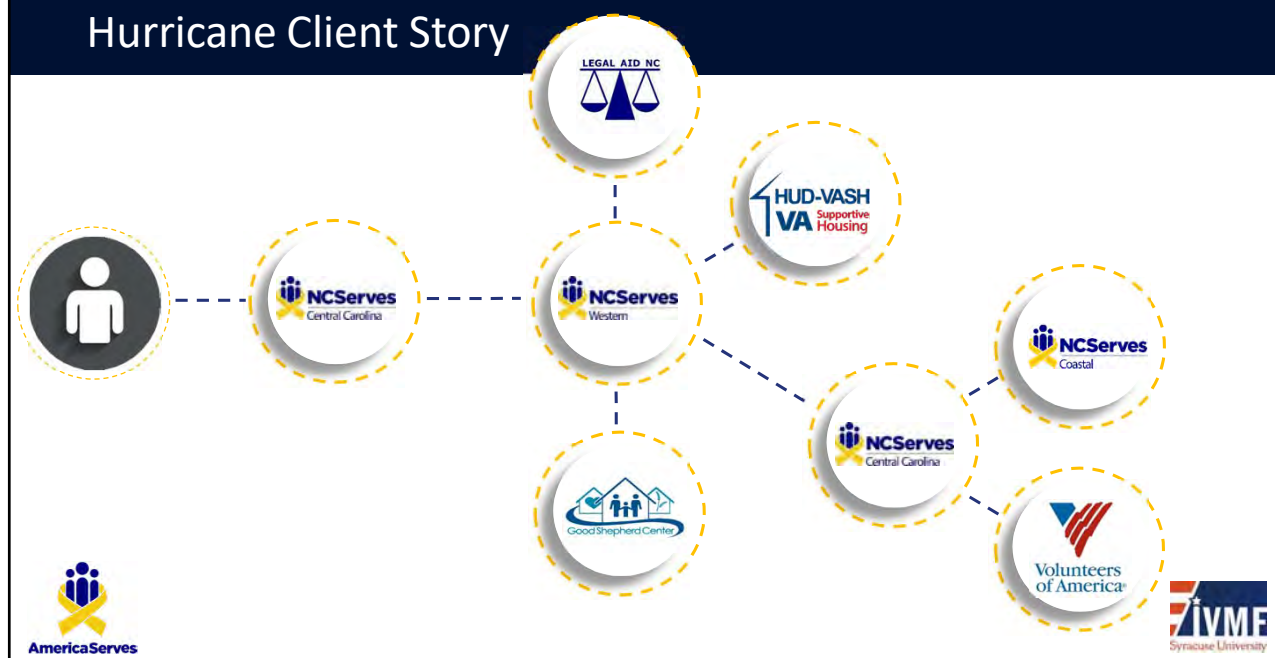 Hurricane Client Story
LEGAL AID NC
HUD-VASH
VA Supportive
Housing
NCServes
Central Carolina
NCServes
Western
NCServes
Coastal
NCServes
Central Carolina
Good Shepherd Center
Volunteers
of America®
AmericaServes
IVMF
Syracuse University